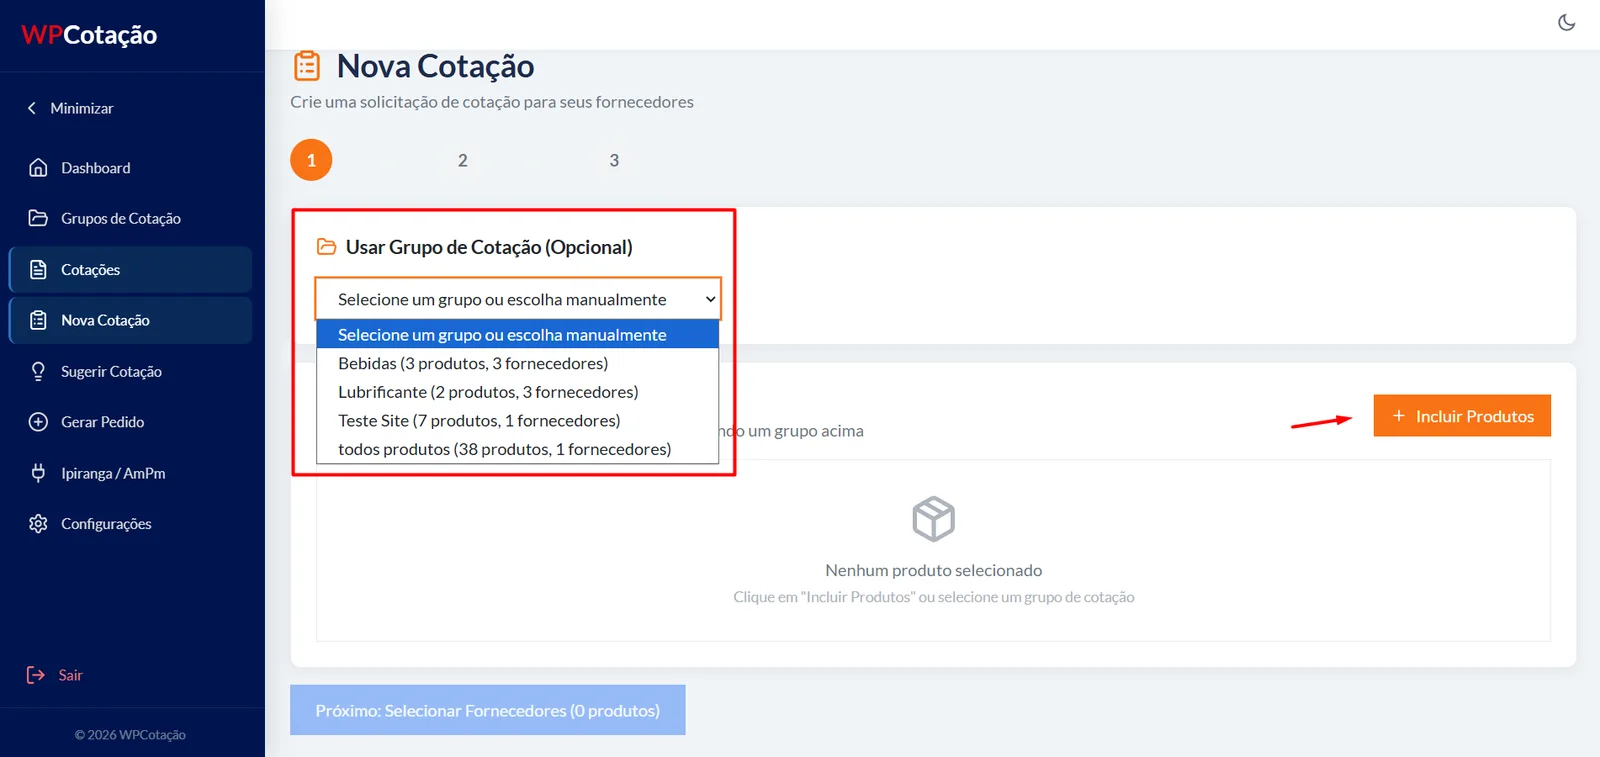 WPCotação
Minimizar
Dashboard
Grupos de Cotação
Cotações
Nova Cotação
Sugerir Cotação
Gerar Pedido
Ipiranga / AmPm
Configurações
Sair
© 2026 WPCotação
Nova Cotação
Crie uma solicitação de cotação para seus fornecedores
1 2 3
Usar Grupo de Cotação (Opcional)
Selecione um grupo ou escolha manualmente
Selecione um grupo ou escolha manualmente
Bebidas (3 produtos, 3 fornecedores)
Lubrificante (2 produtos, 3 fornecedores)
Teste Site (7 produtos, 1 fornecedores)
todos produtos (38 produtos, 1 fornecedores)
um grupo acima
+ Incluir Produtos
Nenhum produto selecionado
Clique em "Incluir Produtos" ou selecione um grupo de cotação
Próximo: Selecionar Fornecedores (0 produtos)